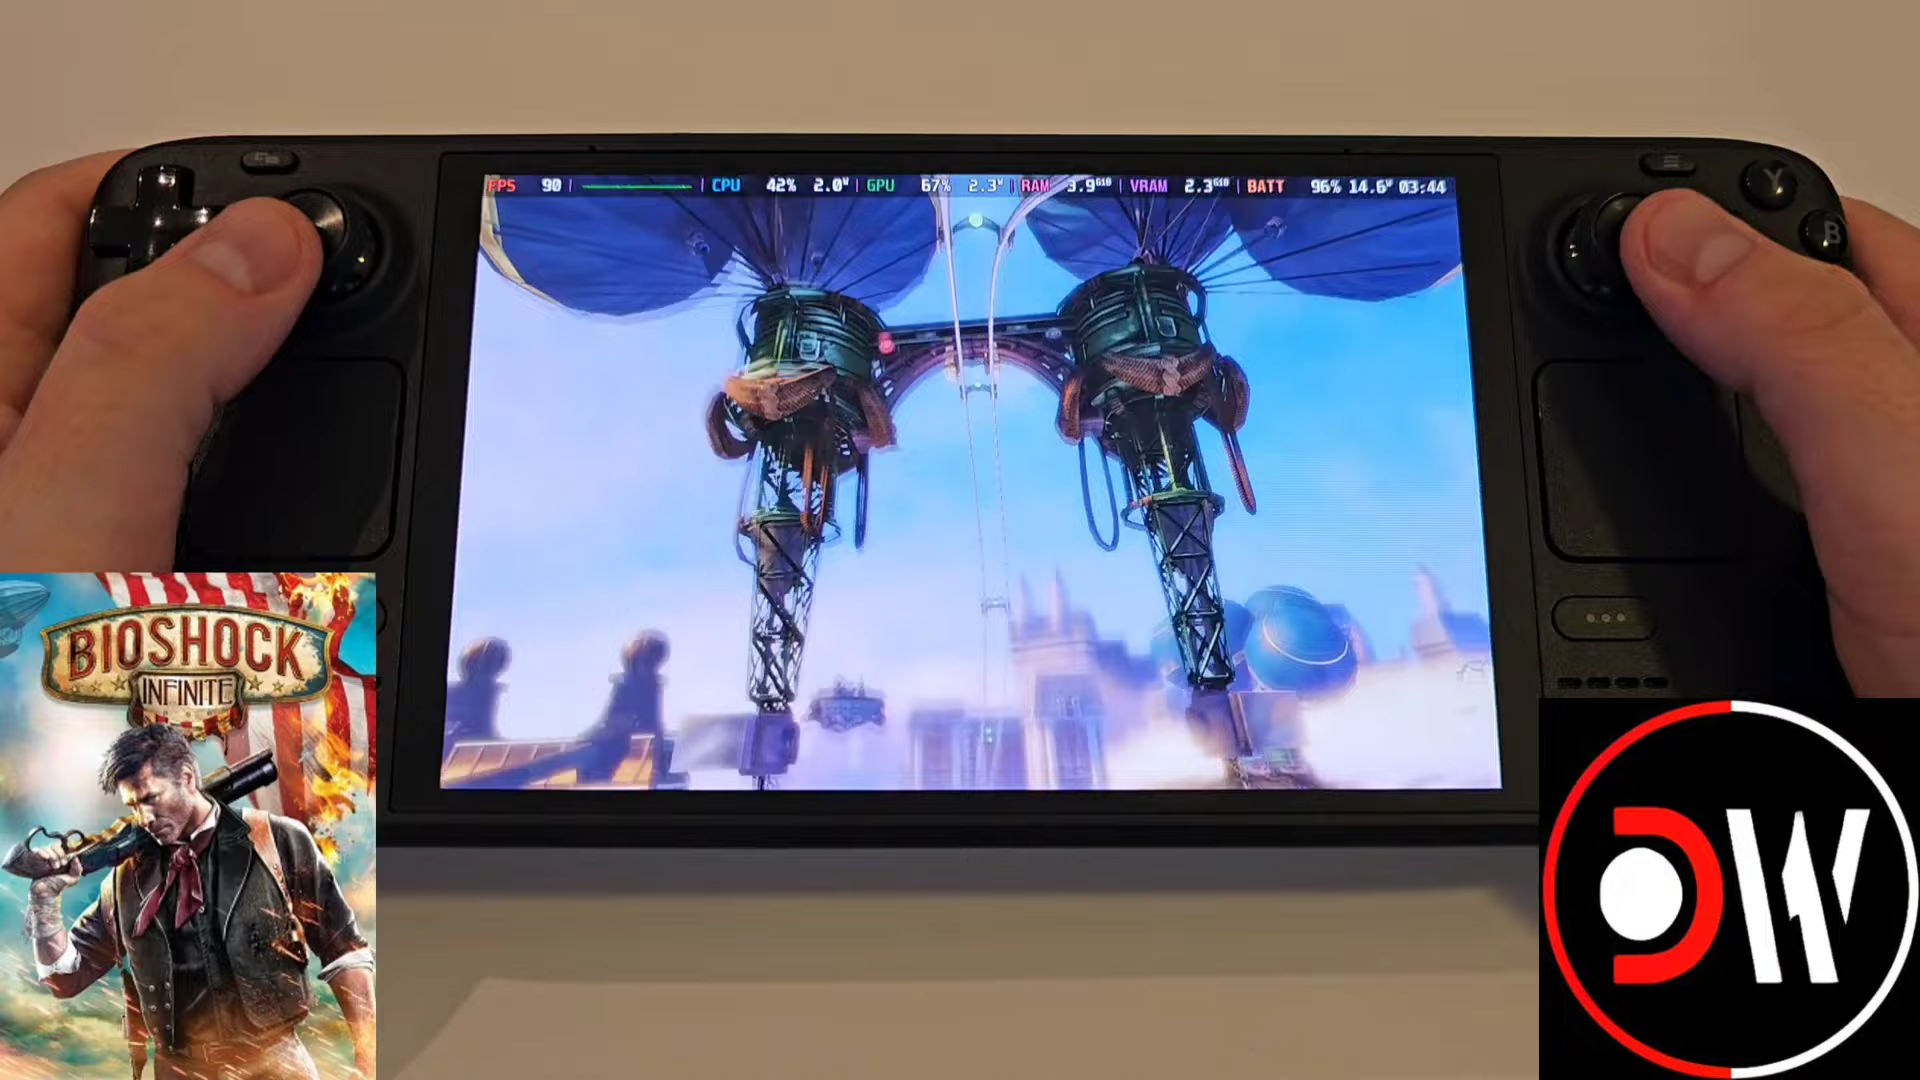 FPS 90 | CPU 42% 2.0W | GPU 67% 2.3W | RAM 3.9GiB | VRAM 2.3GiB | BATT 96% 14.6W 03:44
Y
B
BIOSHOCK
INFINITE
DW